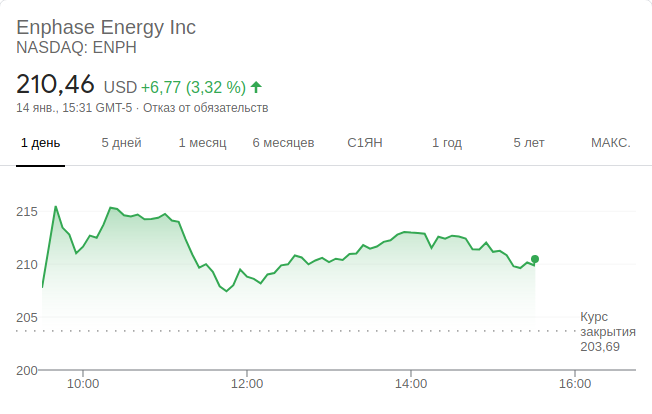 Enphase Energy Inc
NASDAQ: ENPH
210,46 USD +6,77 (3,32 %)
14 янв., 15:31 GMT-5 · Отказ от обязательств
1 день 5 дней 1 месяц 6 месяцев С1ЯН 1 год 5 лет МАКС.
215
210
205
Курс
закрытия
203,69
200
10:00 12:00 14:00 16:00